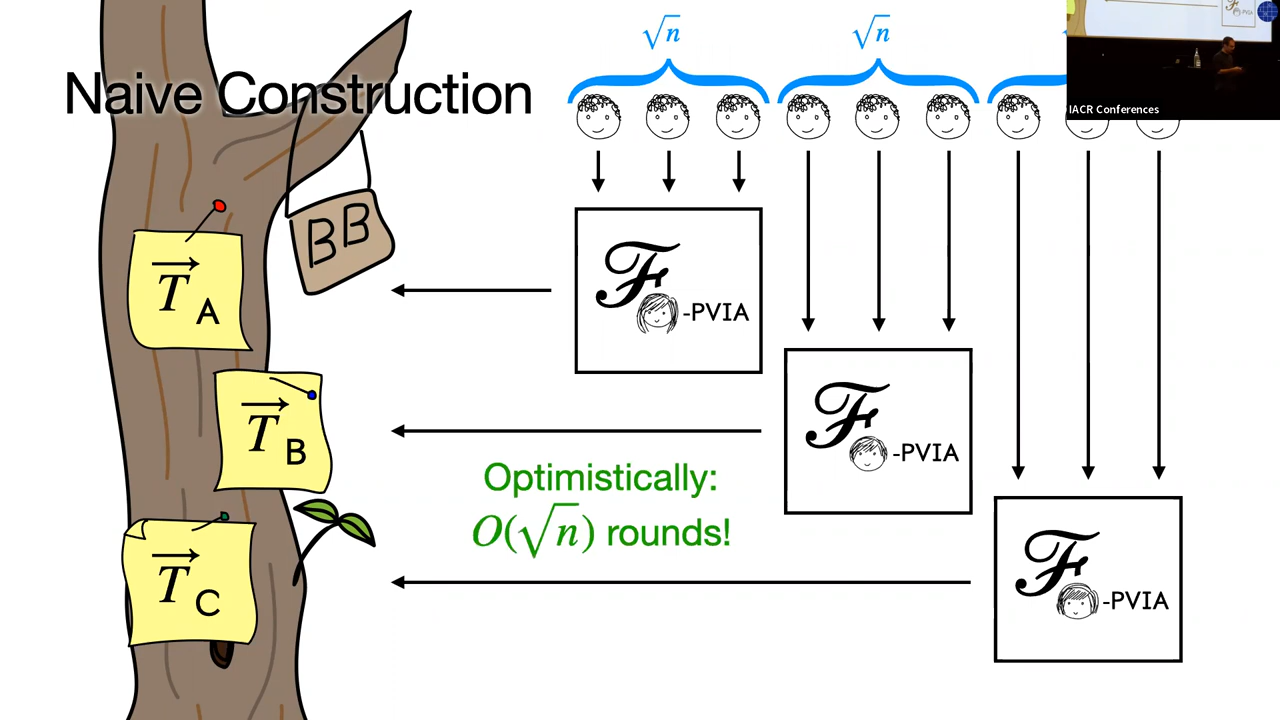 Naive Construction
√n
√n
IACR Conferences
BB
T⃗ A
ℱ-PVIA
T⃗ B
ℱ-PVIA
Optimistically:
O(√n) rounds!
T⃗ C
ℱ-PVIA